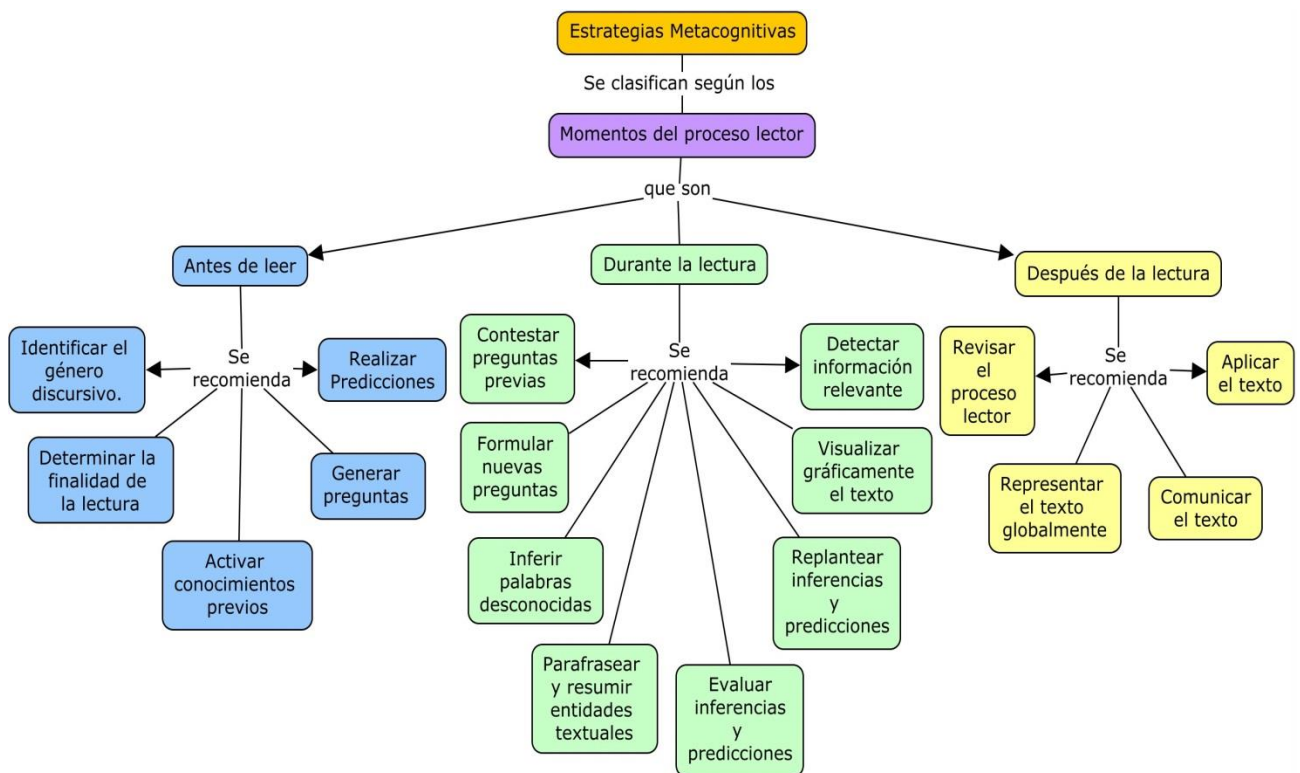 Estrategias Metacognitivas
Se clasifican según los
Momentos del proceso lector
que son
Antes de leer
Durante la lectura
Después de la lectura
Identificar el
género
discursivo.
Se
recomienda
Realizar
Predicciones
Determinar la
finalidad de
la lectura
Generar
preguntas
Activar
conocimientos
previos
Contestar
preguntas
previas
Se
recomienda
Detectar
información
relevante
Formular
nuevas
preguntas
Visualizar
gráficamente
el texto
Inferir
palabras
desconocidas
Replantear
inferencias
y
predicciones
Parafrasear
y resumir
entidades
textuales
Evaluar
inferencias
y
predicciones
Revisar
el
proceso
lector
Se
recomienda
Aplicar
el texto
Representar
el texto
globalmente
Comunicar
el texto